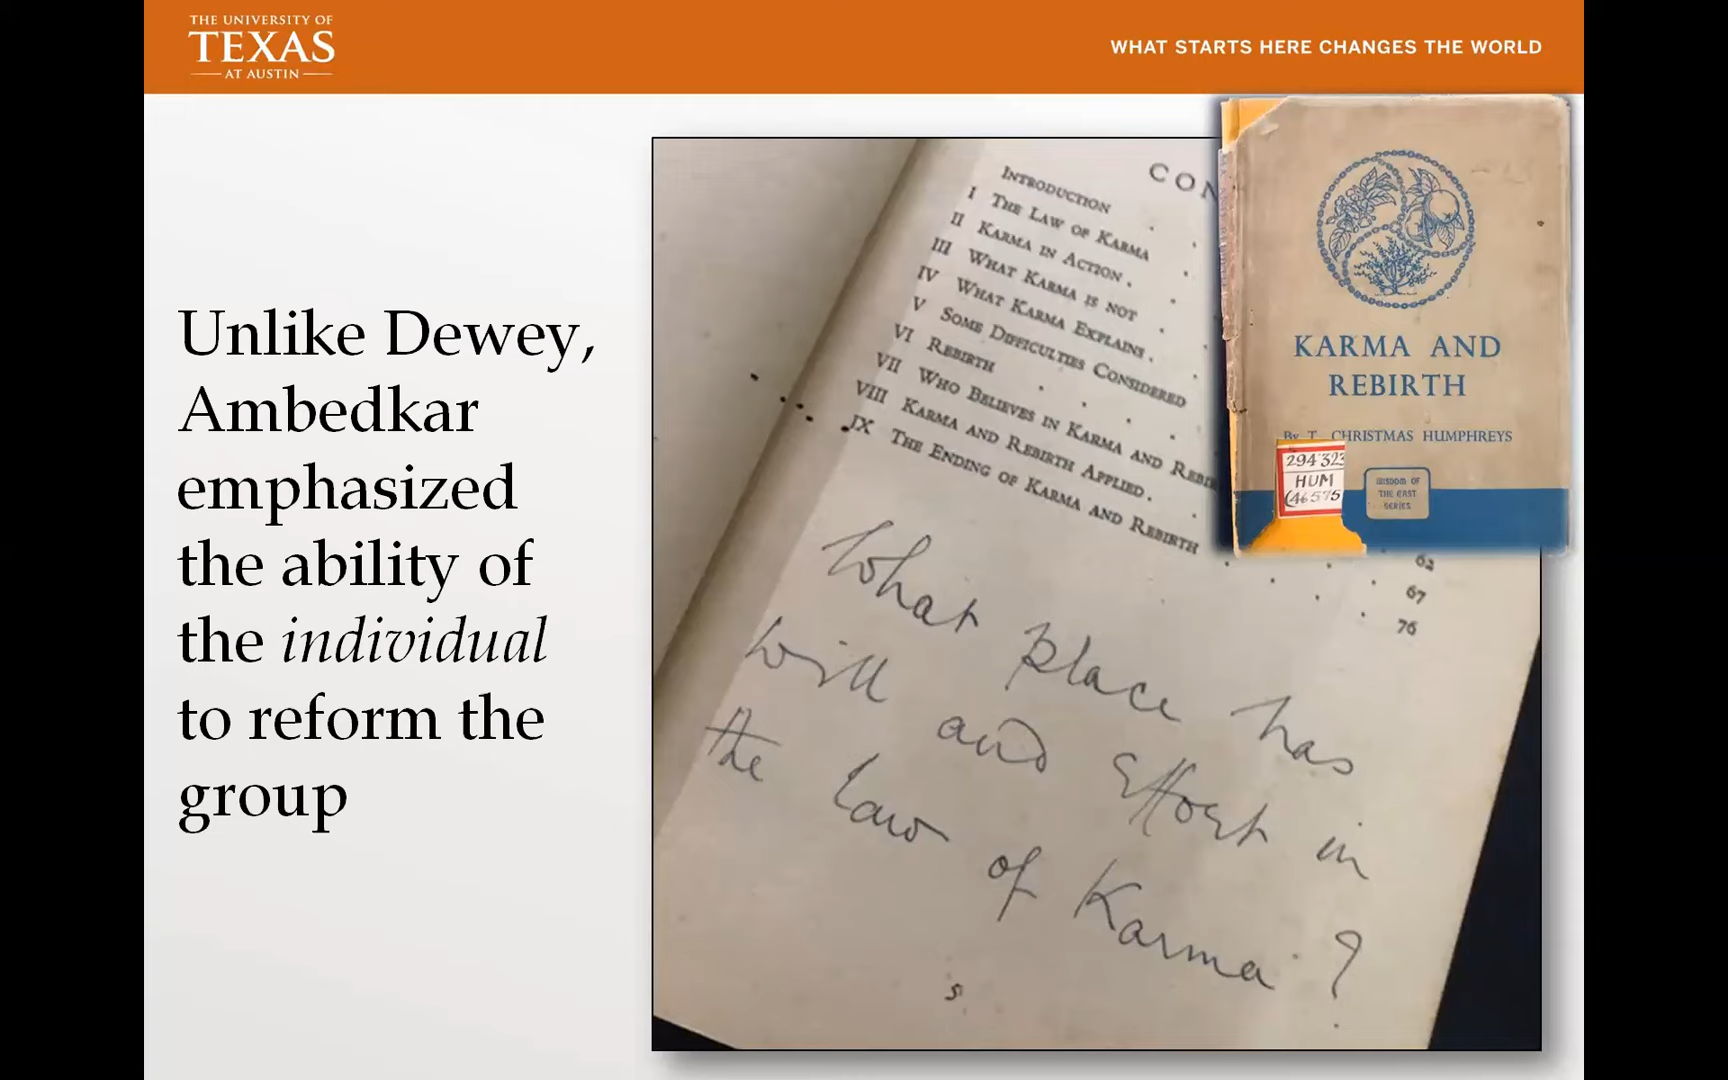 THE UNIVERSITY OF
TEXAS
AT AUSTIN
WHAT STARTS HERE CHANGES THE WORLD
Unlike Dewey,
Ambedkar
emphasized
the ability of
the individual
to reform the
group
CON
INTRODUCTION
I THE LAW OF KARMA
II KARMA IN ACTION
III WHAT KARMA IS NOT
IV WHAT KARMA EXPLAINS
V SOME DIFFICULTIES CONSIDERED
VI REBIRTH
VII WHO BELIEVES IN KARMA AND REBIR
VIII KARMA AND REBIRTH APPLIED
IX THE ENDING OF KARMA AND REBIRTH
62
67
76
What place has
will and effort in
the law of Karma ?
5
KARMA AND
REBIRTH
By T. CHRISTMAS HUMPHREYS
294.323
HUM
(46575
WISDOM OF
THE EAST
SERIES